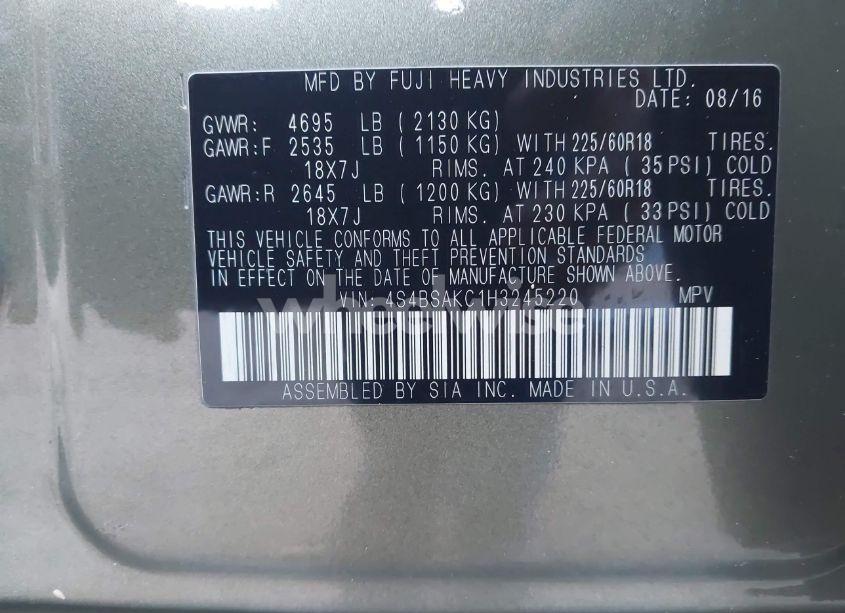 MFD BY FUJI HEAVY INDUSTRIES LTD.
DATE: 08/16
GVWR: 4695 LB ( 2130 KG)
GAWR:F 2535 LB ( 1150 KG) WITH 225/60R18 TIRES.
18X7J RIMS. AT 240 KPA ( 35 PSI) COLD
GAWR:R 2645 LB ( 1200 KG) WITH 225/60R18
18X7J RIMS. AT 230 KPA ( 33 PSI) COLD
TIRES.
THIS VEHICLE CONFORMS TO ALL APPLICABLE FEDERAL MOTOR
VEHICLE SAFETY AND THEFT PREVENTION STANDARDS
IN EFFECT ON THE DATE OF MANUFACTURE SHOWN ABOVE.
VIN: 4S4BSAKC1H3245220 MPV
wheelwise
ASSEMBLED BY SIA INC. MADE IN U.S.A.